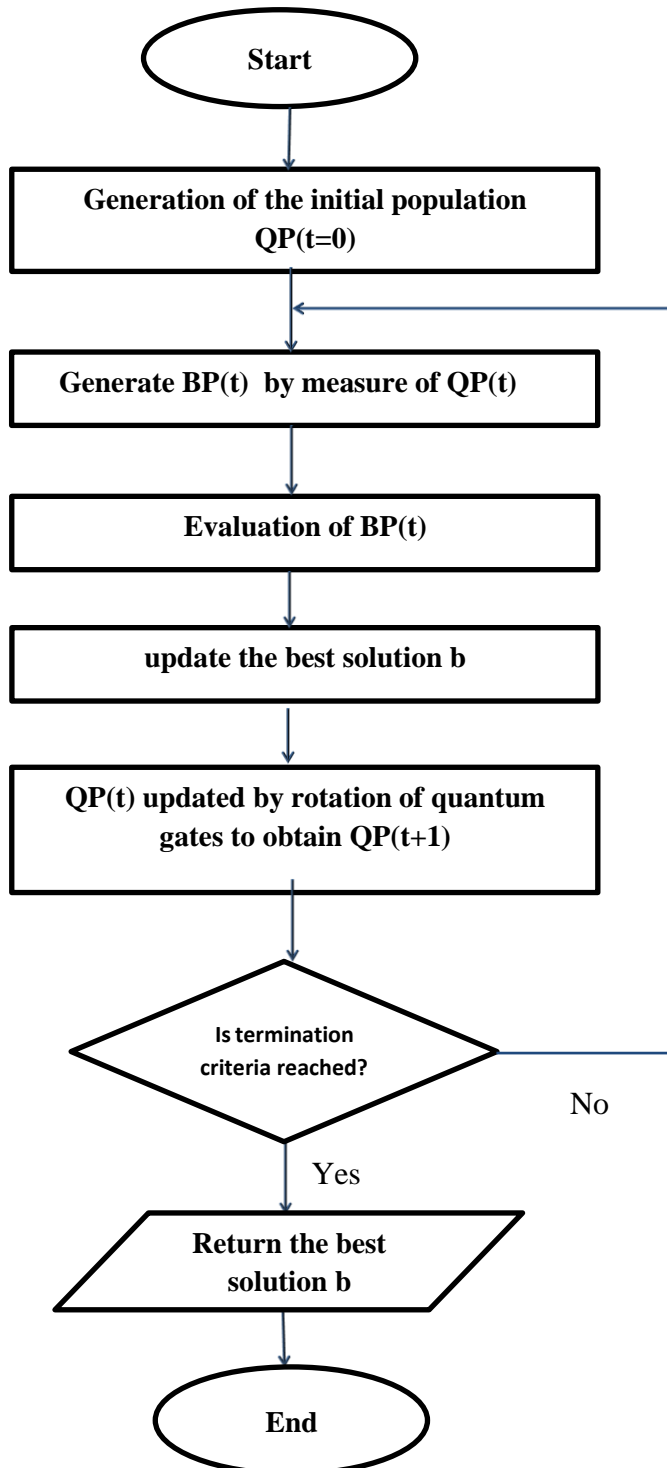 Start
Generation of the initial population
QP(t=0)
Generate BP(t) by measure of QP(t)
Evaluation of BP(t)
update the best solution b
QP(t) updated by rotation of quantum
gates to obtain QP(t+1)
Is termination
criteria reached?
No
Yes
Return the best
solution b
End